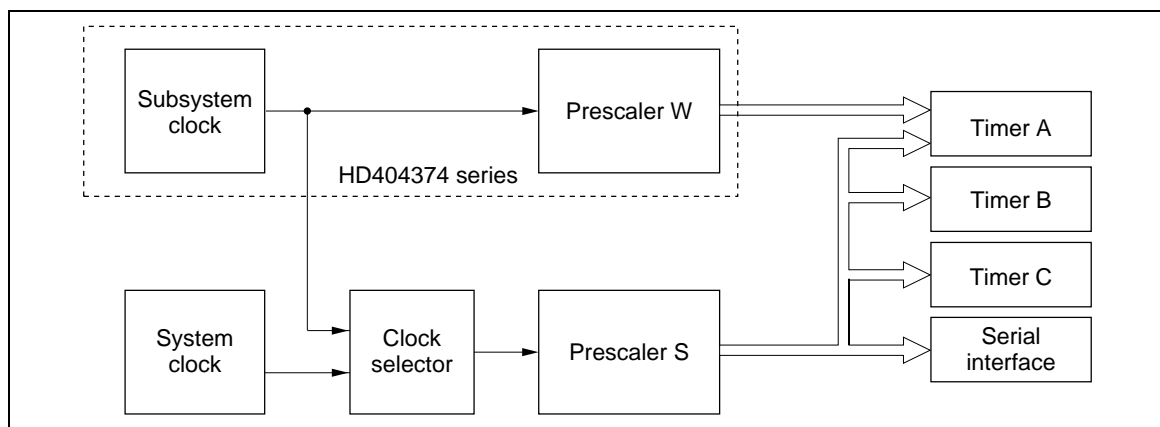 Subsystem
clock
Prescaler W
HD404374 series
Timer A
Timer B
Timer C
System
clock
Clock
selector
Prescaler S
Serial
interface